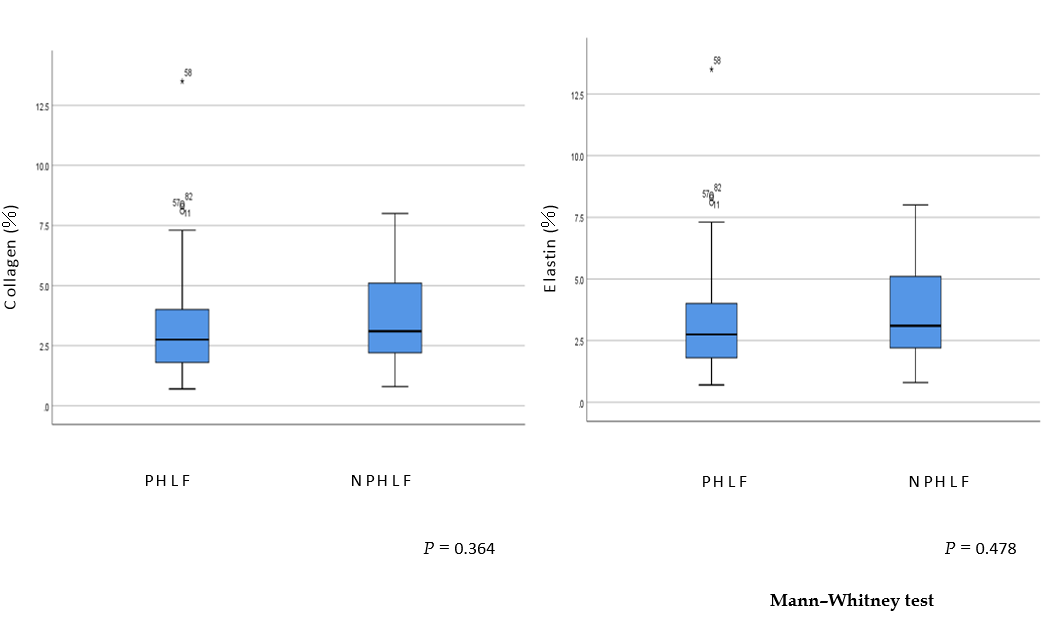 Collagen (%)
12.5
10.0
7.5
5.0
2.5
.0
58
82
57
11
PHLF
NPHLF
P = 0.364
Elastin (%)
12.5
10.0
7.5
5.0
2.5
.0
58
82
57
11
PHLF
NPHLF
P = 0.478
Mann–Whitney test